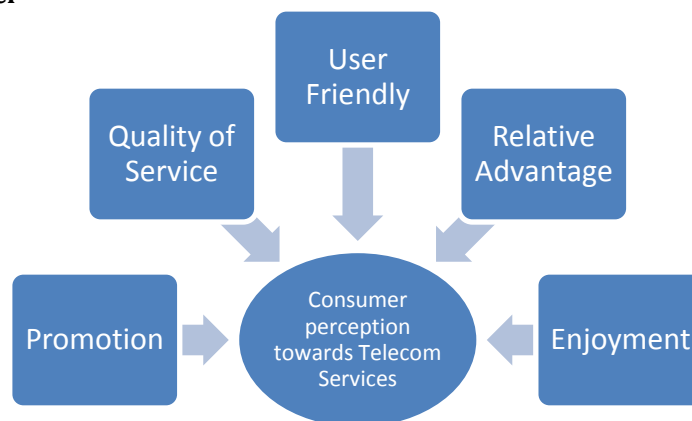 User
Friendly
Quality of
Service
Relative
Advantage
Promotion
Consumer
perception
towards Telecom
Services
Enjoyment